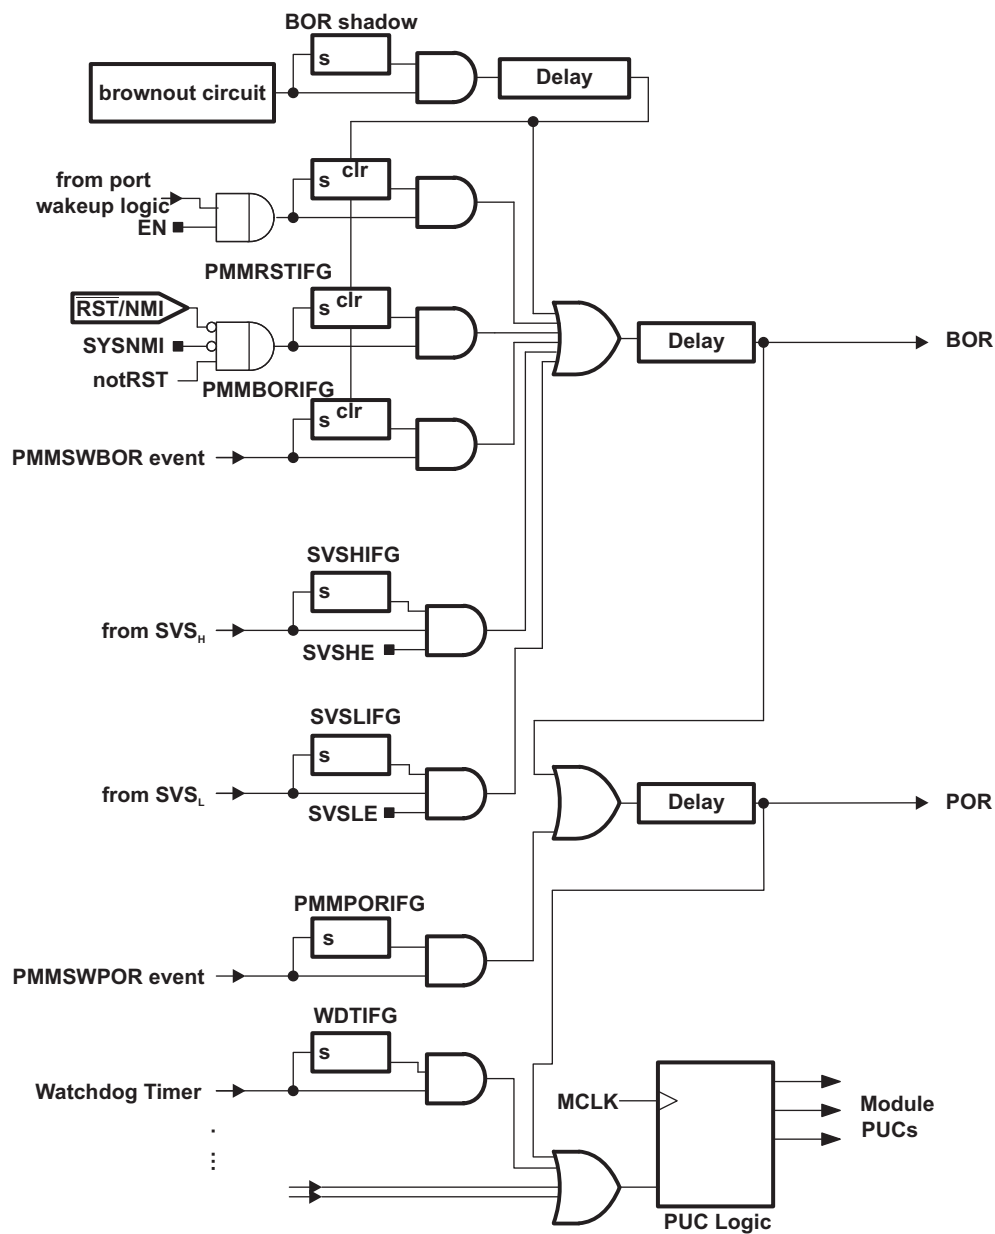 BOR shadow
s
brownout circuit
Delay
clr
s
from port
wakeup logic
EN
PMMRSTIFG
clr
s
RST/NMI
SYSNMI
notRST
PMMBORIFG
clr
s
PMMSWBOR event
Delay
BOR
SVSHIFG
s
from SVSH
SVSHE
SVSLIFG
s
from SVSL
SVSLE
Delay
POR
PMMPORIFG
s
PMMSWPOR event
WDTIFG
s
Watchdog Timer
MCLK
Module
PUCs
PUC Logic